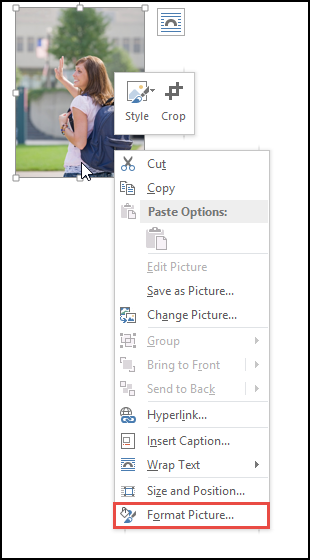 Style Crop
Cut
Copy
Paste Options:
Edit Picture
Save as Picture...
Change Picture...
Group
Bring to Front
Send to Back
Hyperlink...
Insert Caption...
Wrap Text
Size and Position...
Format Picture...